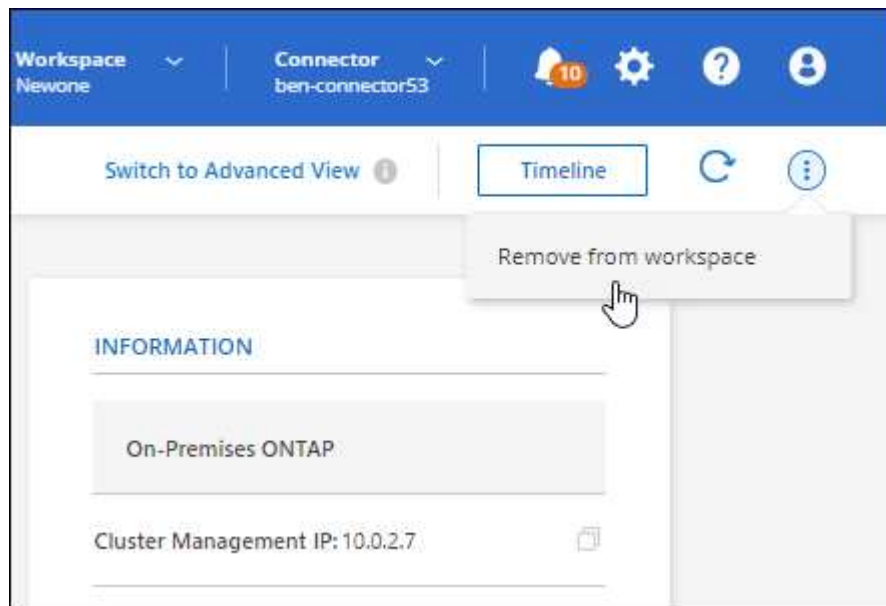 Workspace
Newone
Connector
ben-connector53
10
Switch to Advanced View
Timeline
Remove from workspace
INFORMATION
On-Premises ONTAP
Cluster Management IP: 10.0.2.7